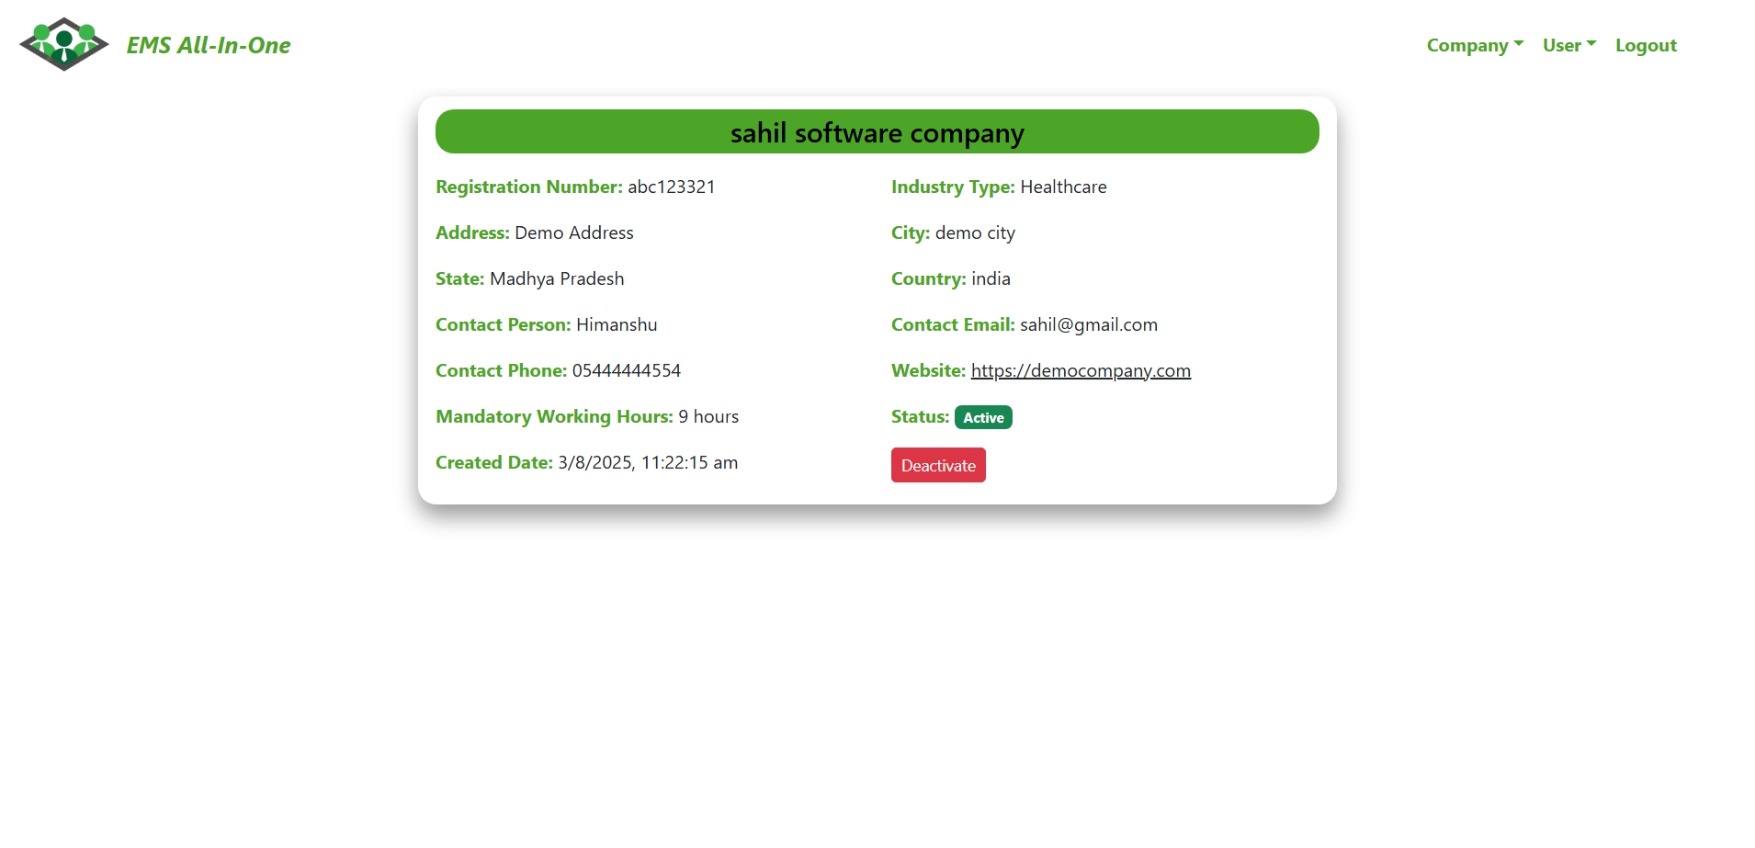 EMS All-In-One
Company User Logout
sahil software company
Registration Number: abc123321 Industry Type: Healthcare
Address: Demo Address City: demo city
State: Madhya Pradesh Country: india
Contact Person: Himanshu Contact Email: sahil@gmail.com
Contact Phone: 05444444554 Website: https://democompany.com
Mandatory Working Hours: 9 hours Status: Active
Created Date: 3/8/2025, 11:22:15 am Deactivate